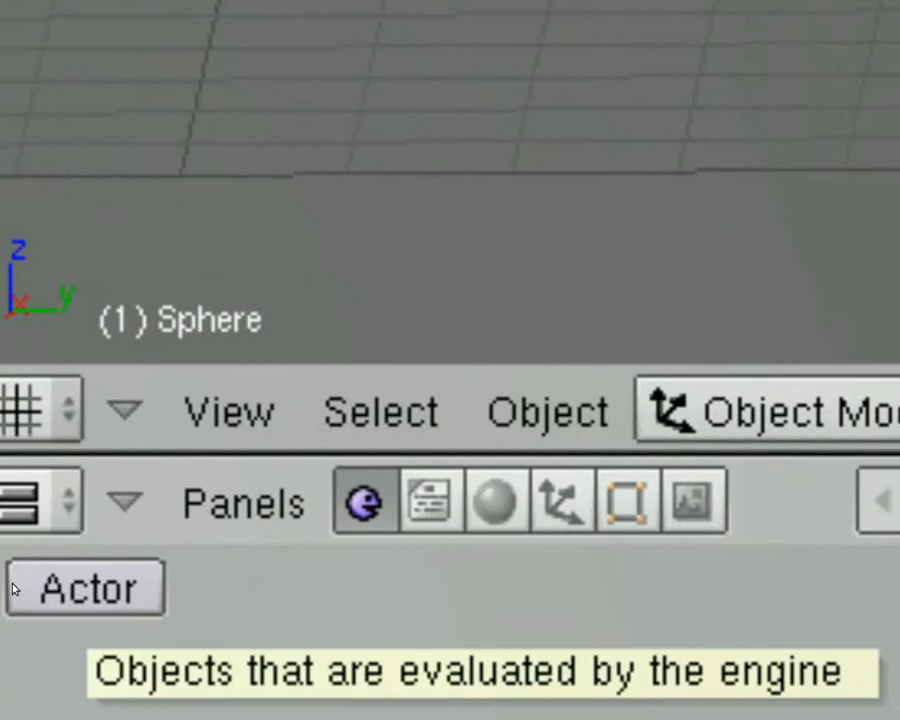 z
y
x
(1) Sphere
View Select Object Object Mo
Panels
Actor
Objects that are evaluated by the engine